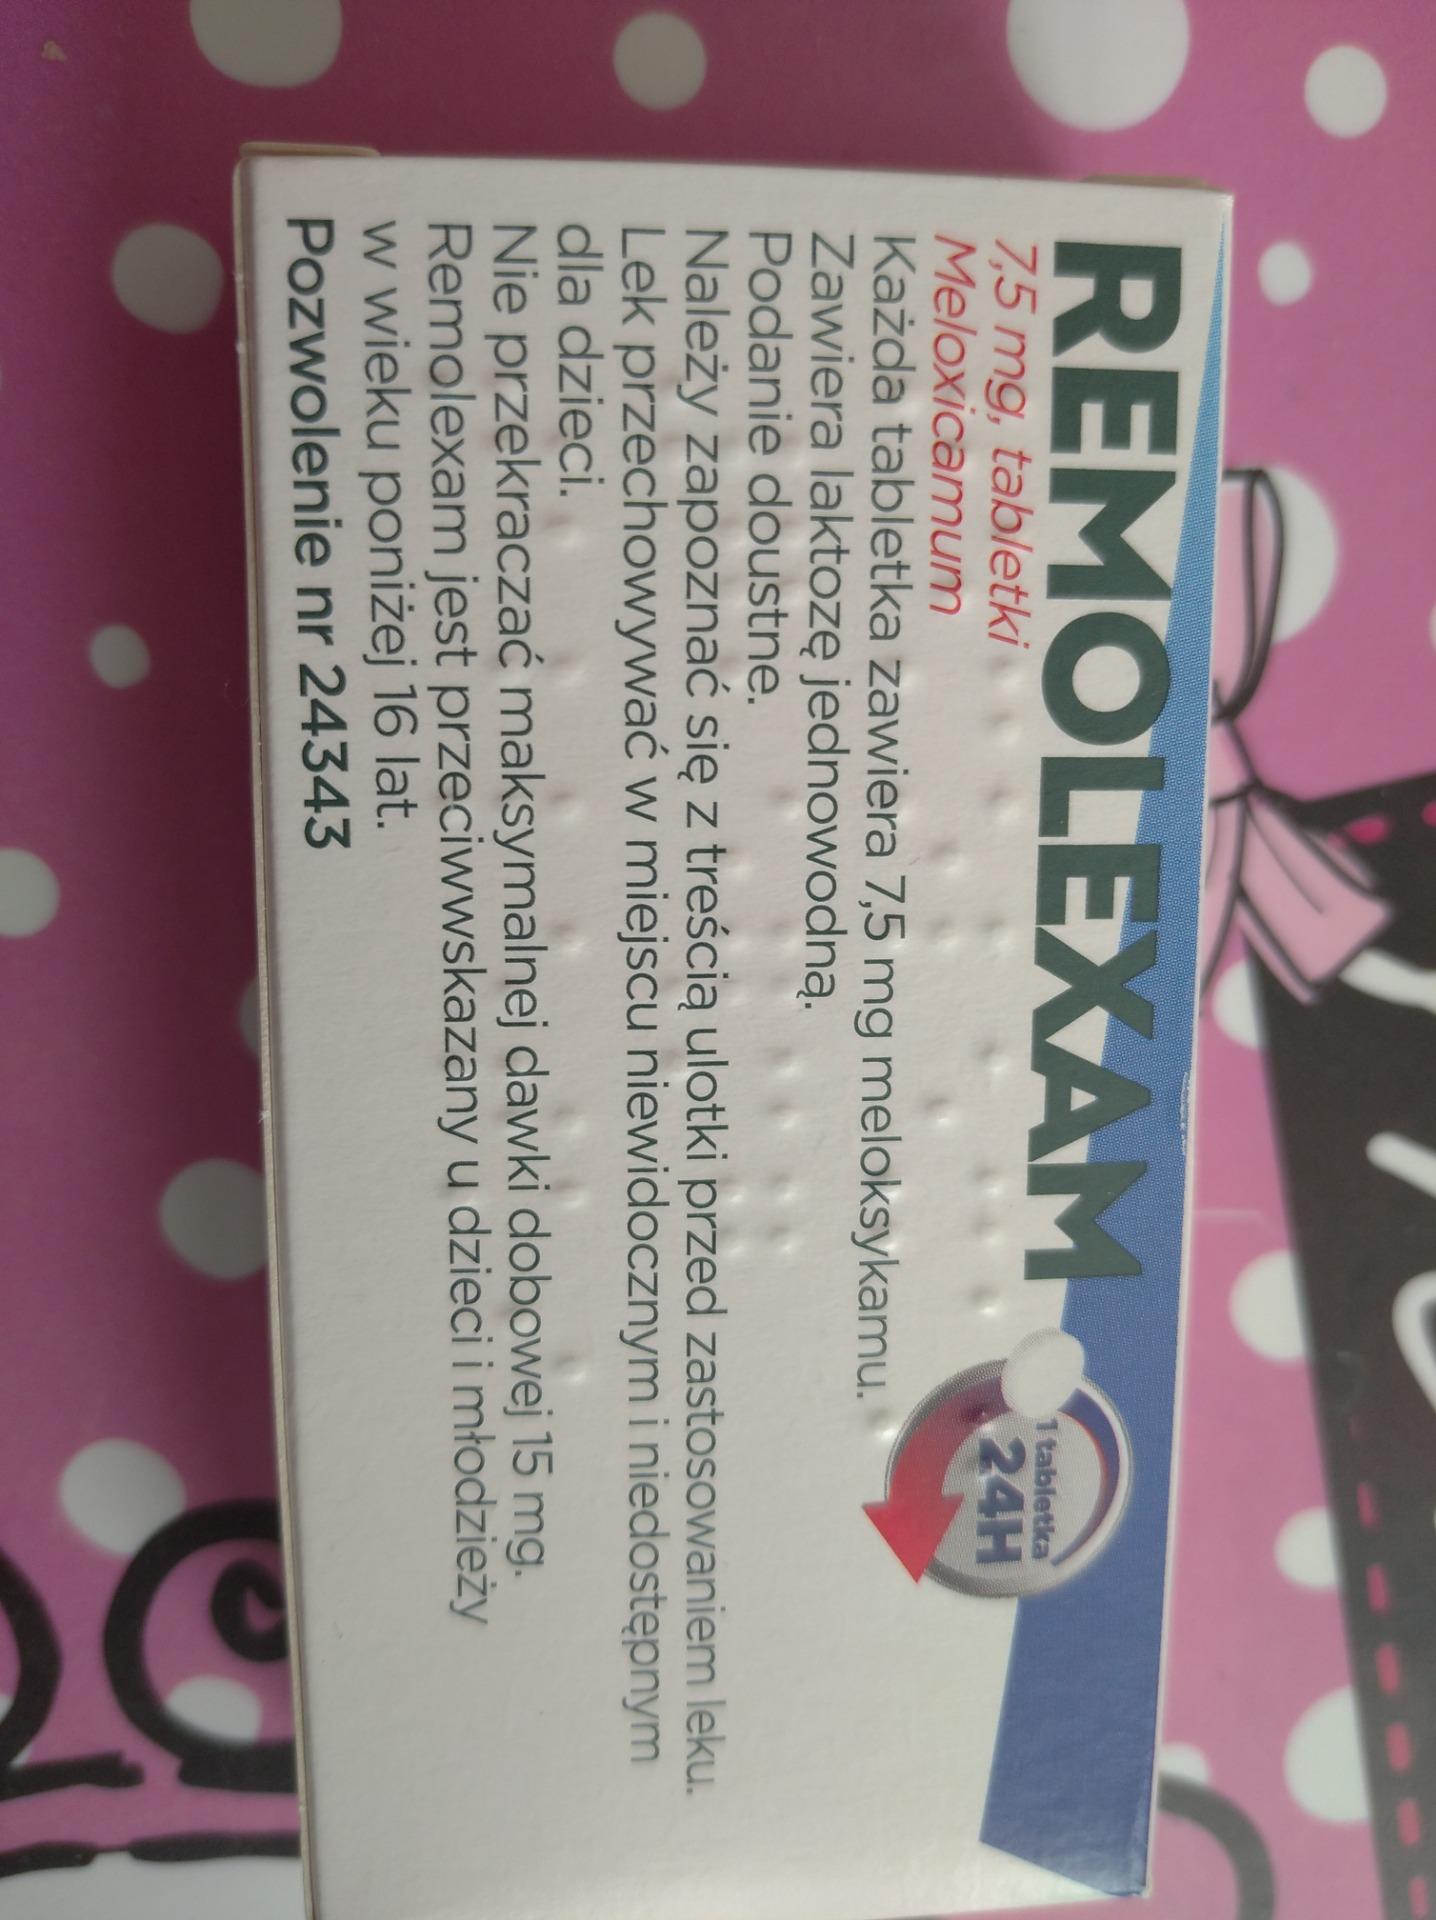 REMOLEXAM
7,5 mg, tabletki
Meloxicamum
1 tabletka
24H
Każda tabletka zawiera 7,5 mg meloksykamu.
Zawiera laktozę jednowodną.
Podanie doustne.
Należy zapoznać się z treścią ulotki przed zastosowaniem leku.
Lek przechowywać w miejscu niewidocznym i niedostępnym
dla dzieci.
Nie przekraczać maksymalnej dawki dobowej 15 mg.
Remolexam jest przeciwwskazany u dzieci i młodzieży
w wieku poniżej 16 lat.
Pozwolenie nr 24343